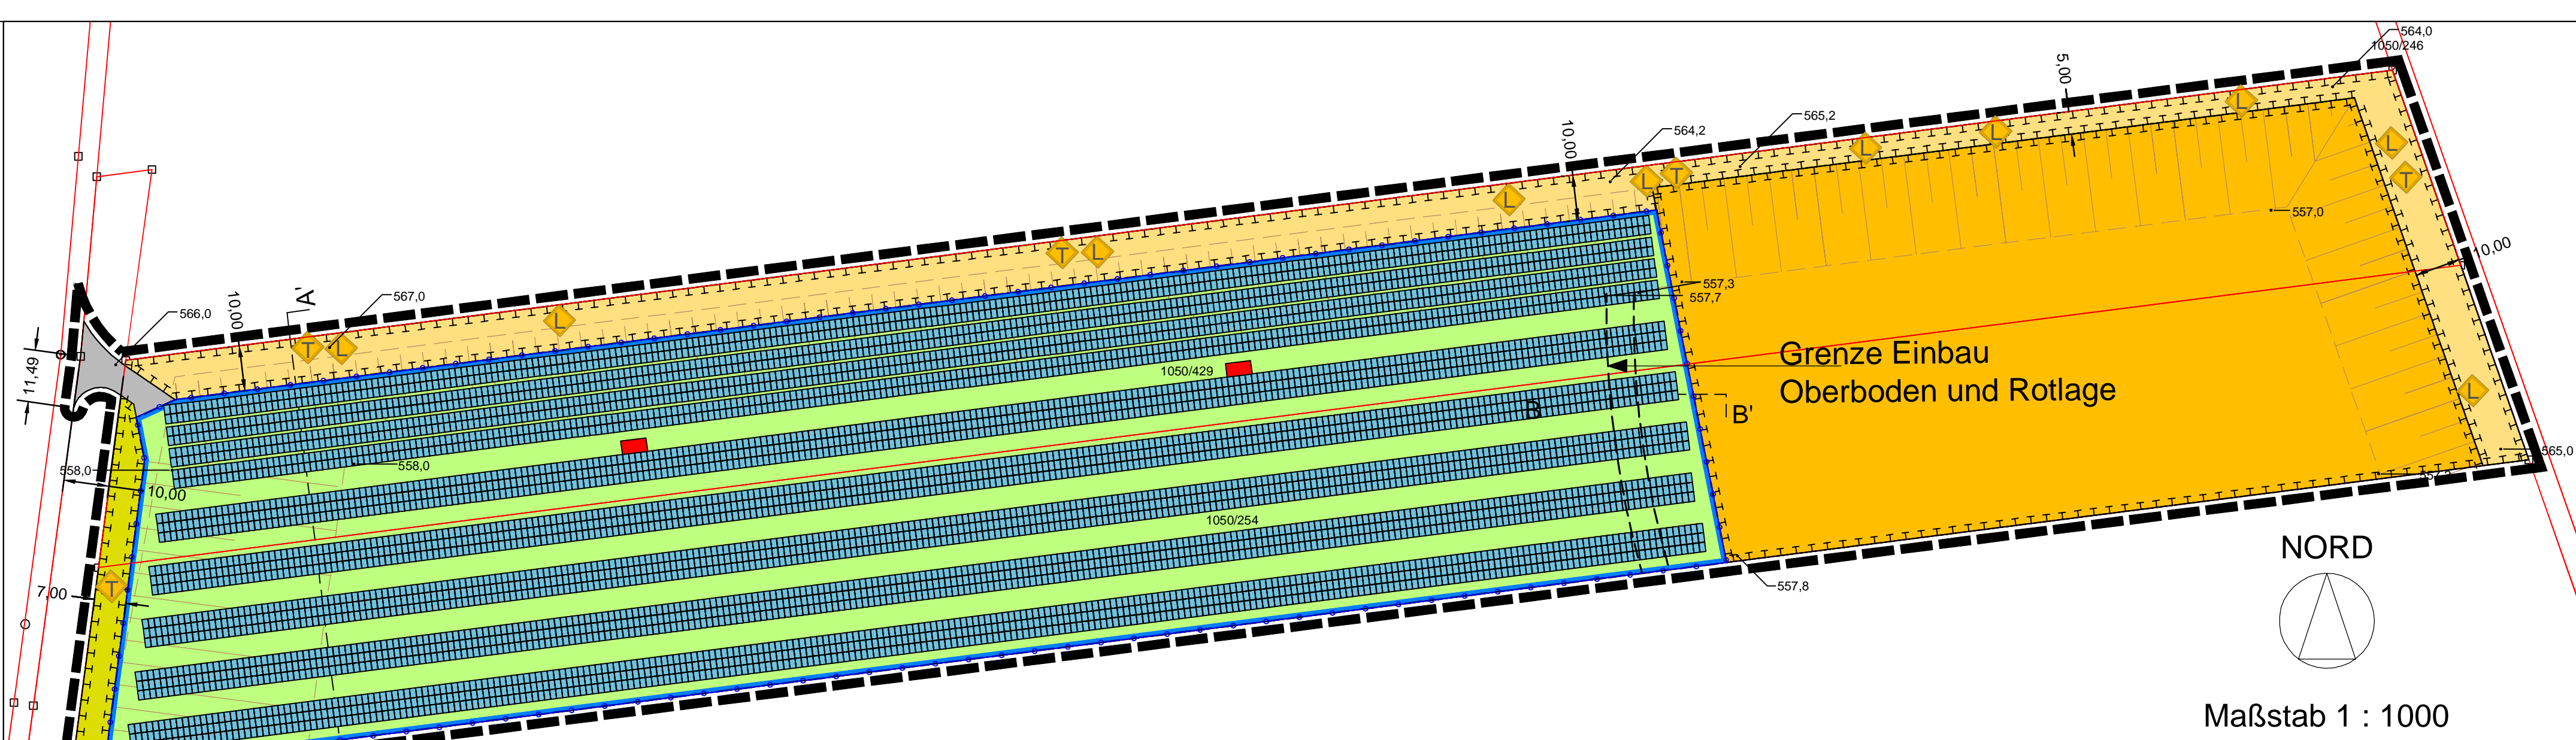 564,0
1050/246
5,00
565,2
10,00
564,2
L
L
L
L
T
L
T
L
T
L
557,0
10,00
T
L
557,3
557,7
567,0
566,0
10,00
A'
T
L
L
11,49
1050/429
Grenze Einbau
Oberboden und Rotlage
B
B'
L
565,0
558,0
558,0
10,00
1050/254
NORD
T
7,00
557,8
Maßstab 1 : 1000